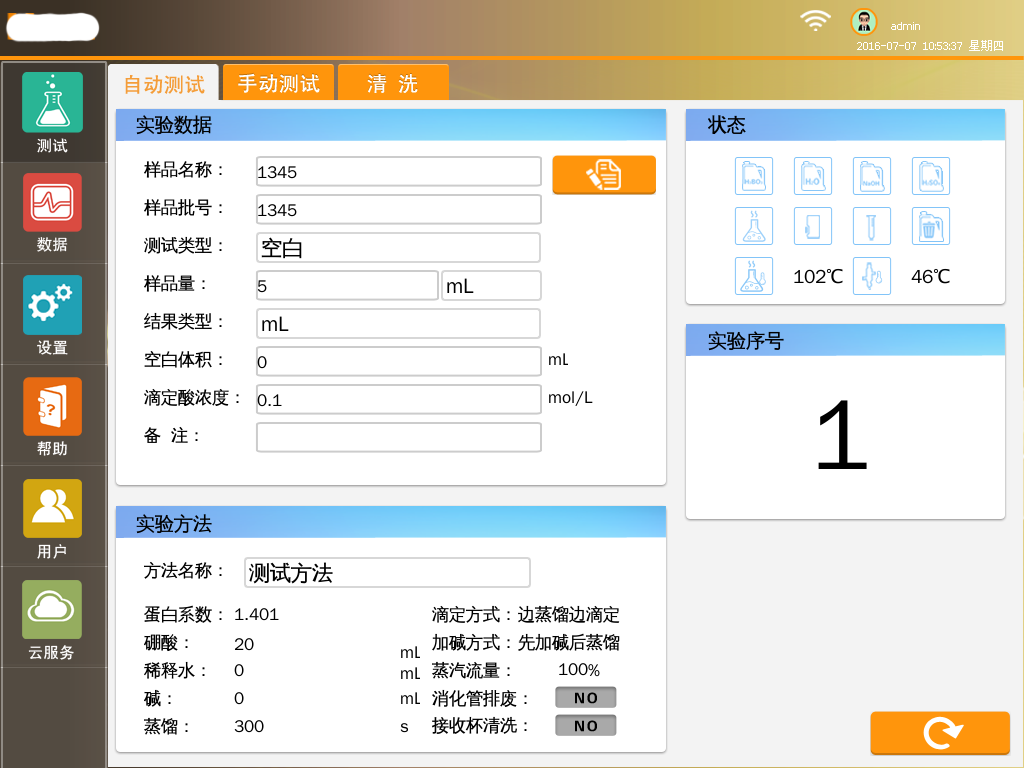 admin
2016-07-07 10:53:37 星期四
测试
数据
设置
帮助
?
用户
云服务
自动测试 手动测试 清 洗
实验数据
样品名称： 1345
样品批号： 1345
测试类型： 空白
样品量： 5 mL
结果类型： mL
空白体积： 0 mL
滴定酸浓度： 0.1 mol/L
备 注：
实验方法
方法名称： 测试方法
蛋白系数： 1.401 滴定方式：边蒸馏边滴定
硼酸： 20 mL 加碱方式：先加碱后蒸馏
稀释水： 0 mL 蒸汽流量： 100%
碱： 0 mL 消化管排废： NO
蒸馏： 300 s 接收杯清洗： NO
状态
H₃BO₃ H₂O NaOH H₂SO₄
102℃ 46℃
实验序号
1